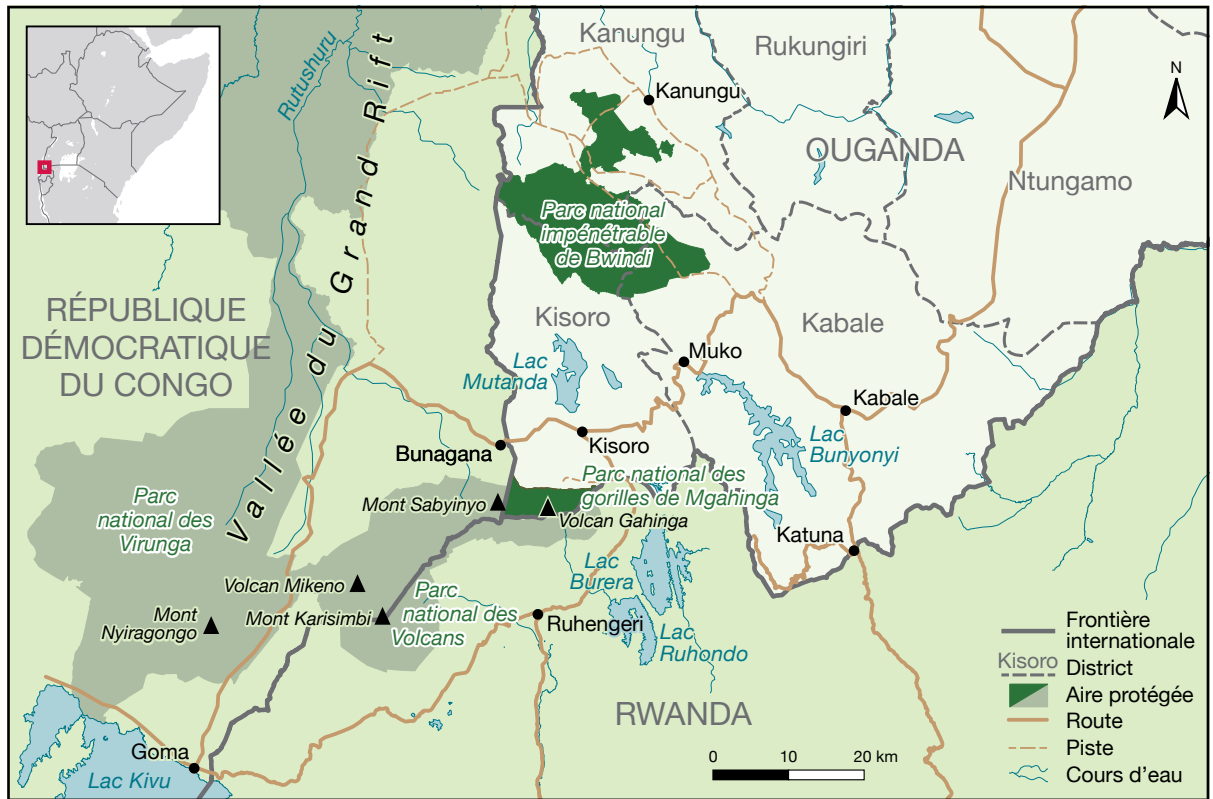 Kanungu
Rukungiri
N
Rutushuru
Kanungu
OUGANDA
Ntungamo
Vallée du Grand Rift
Parc national
impénétrable
de Bwindi
RÉPUBLIQUE
DÉMOCRATIQUE
DU CONGO
Kisoro
Kabale
Lac
Mutanda
Muko
Kabale
Lac
Bunyonyi
Bunagana
Kisoro
Parc national des
gorilles de Mgahinga
Parc
national des
Virunga
Mont Sabyinyo
Volcan Gahinga
Katuna
Lac
Burera
Volcan Mikeno
Parc
national des
Volcans
Mont Karisimbi
Mont
Nyiragongo
Ruhengeri
Lac
Ruhondo
RWANDA
Goma
Lac Kivu
0 10 20 km
Frontière
internationale
Kisoro District
Aire protégée
Route
Piste
Cours d'eau